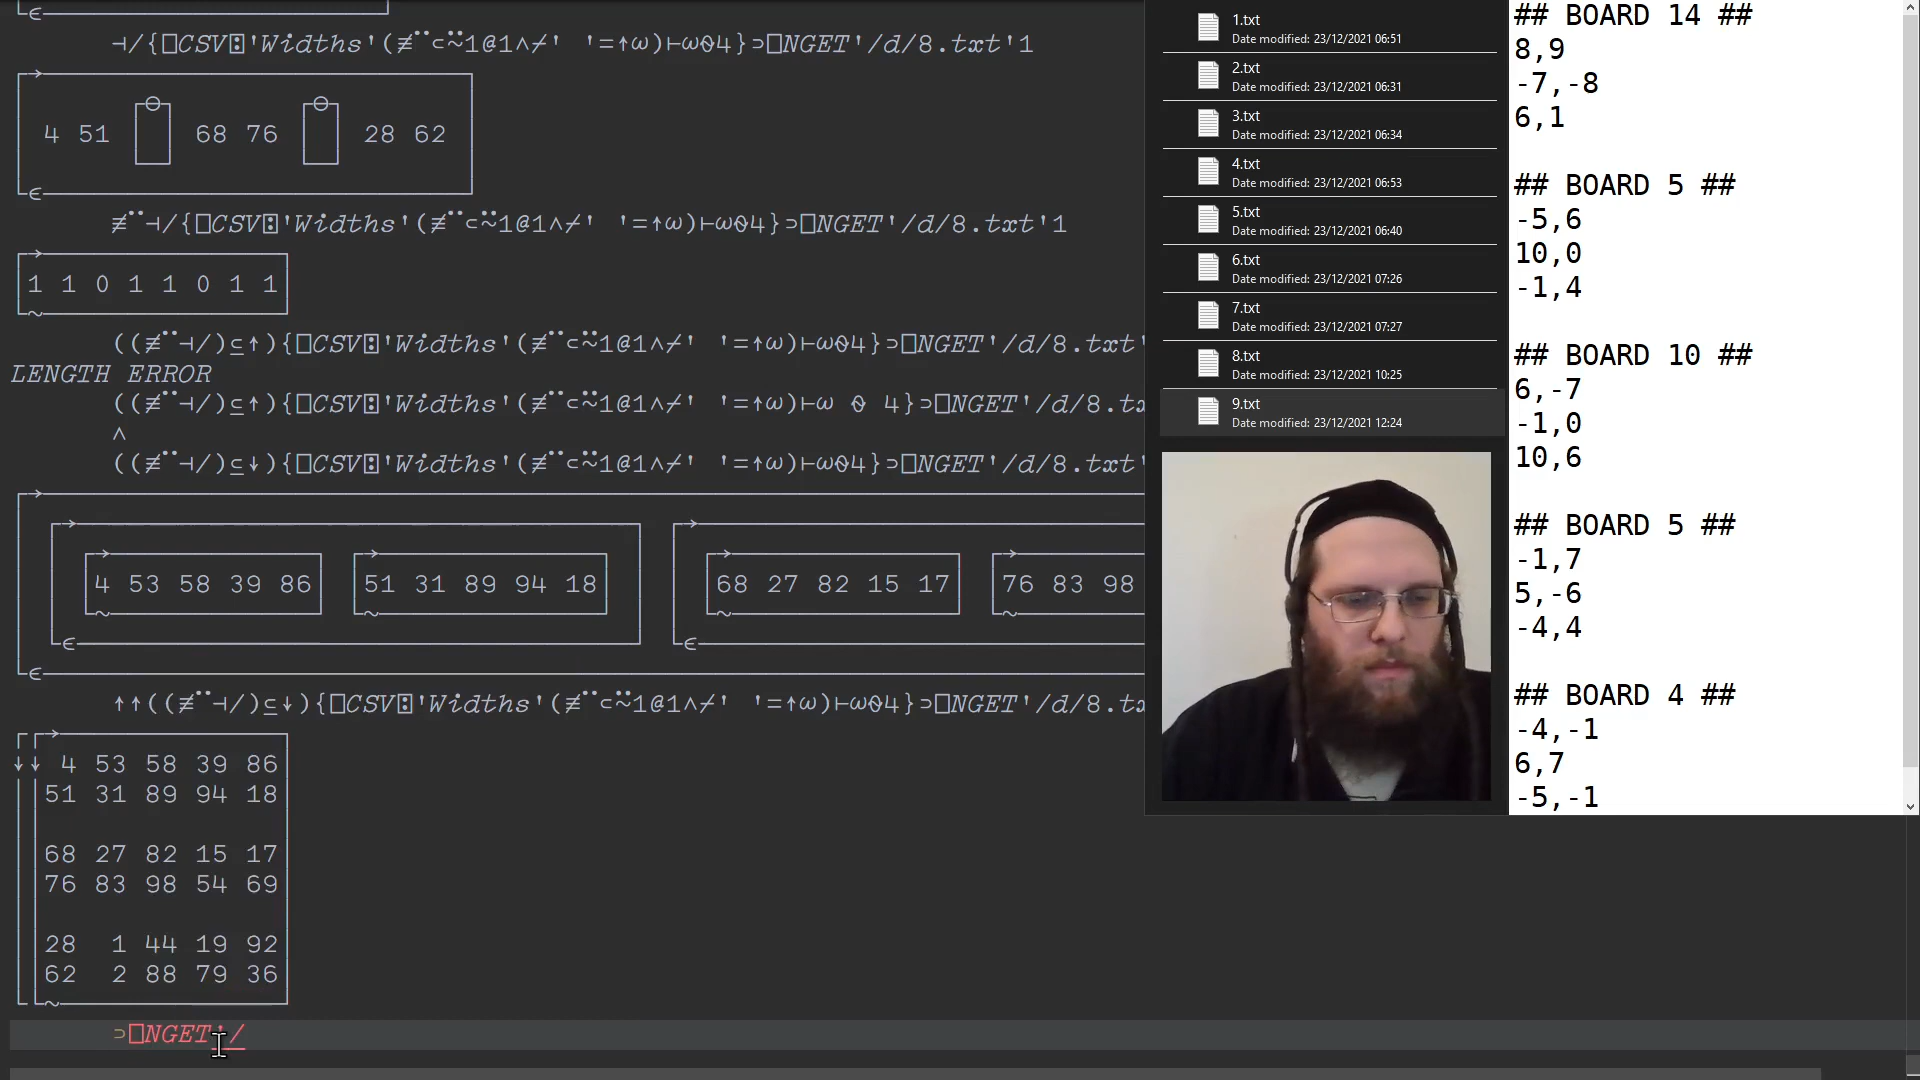 ⊣/{⎕CSV⍠'Widths'(≢¨⊂⍨1@1∧⌿' '=↑⍵)⊢⍵⍬4}⊃⎕NGET'/d/8.txt'1
4 51 68 76 28 62
≢¨⊣/{⎕CSV⍠'Widths'(≢¨⊂⍨1@1∧⌿' '=↑⍵)⊢⍵⍬4}⊃⎕NGET'/d/8.txt'1
1 1 0 1 1 0 1 1
((≢¨⊣/)⊆↑){⎕CSV⍠'Widths'(≢¨⊂⍨1@1∧⌿' '=↑⍵)⊢⍵⍬4}⊃⎕NGET'/d/8.txt'
LENGTH ERROR
((≢¨⊣/)⊆↑){⎕CSV⍠'Widths'(≢¨⊂⍨1@1∧⌿' '=↑⍵)⊢⍵ ⍬ 4}⊃⎕NGET'/d/8.tx
∧
((≢¨⊣/)⊆↓){⎕CSV⍠'Widths'(≢¨⊂⍨1@1∧⌿' '=↑⍵)⊢⍵⍬4}⊃⎕NGET'/d/8.txt'
4 53 58 39 86 51 31 89 94 18 68 27 82 15 17 76 83 98
↑↑((≢¨⊣/)⊆↓){⎕CSV⍠'Widths'(≢¨⊂⍨1@1∧⌿' '=↑⍵)⊢⍵⍬4}⊃⎕NGET'/d/8.tx
4 53 58 39 86
51 31 89 94 18
68 27 82 15 17
76 83 98 54 69
28 1 44 19 92
62 2 88 79 36
⊃⎕NGET'/
1.txt
Date modified: 23/12/2021 06:51
2.txt
Date modified: 23/12/2021 06:31
3.txt
Date modified: 23/12/2021 06:34
4.txt
Date modified: 23/12/2021 06:53
5.txt
Date modified: 23/12/2021 06:40
6.txt
Date modified: 23/12/2021 07:26
7.txt
Date modified: 23/12/2021 07:27
8.txt
Date modified: 23/12/2021 10:25
9.txt
Date modified: 23/12/2021 12:24
## BOARD 14 ##
8,9
-7,-8
6,1
## BOARD 5 ##
-5,6
10,0
-1,4
## BOARD 10 ##
6,-7
-1,0
10,6
## BOARD 5 ##
-1,7
5,-6
-4,4
## BOARD 4 ##
-4,-1
6,7
-5,-1